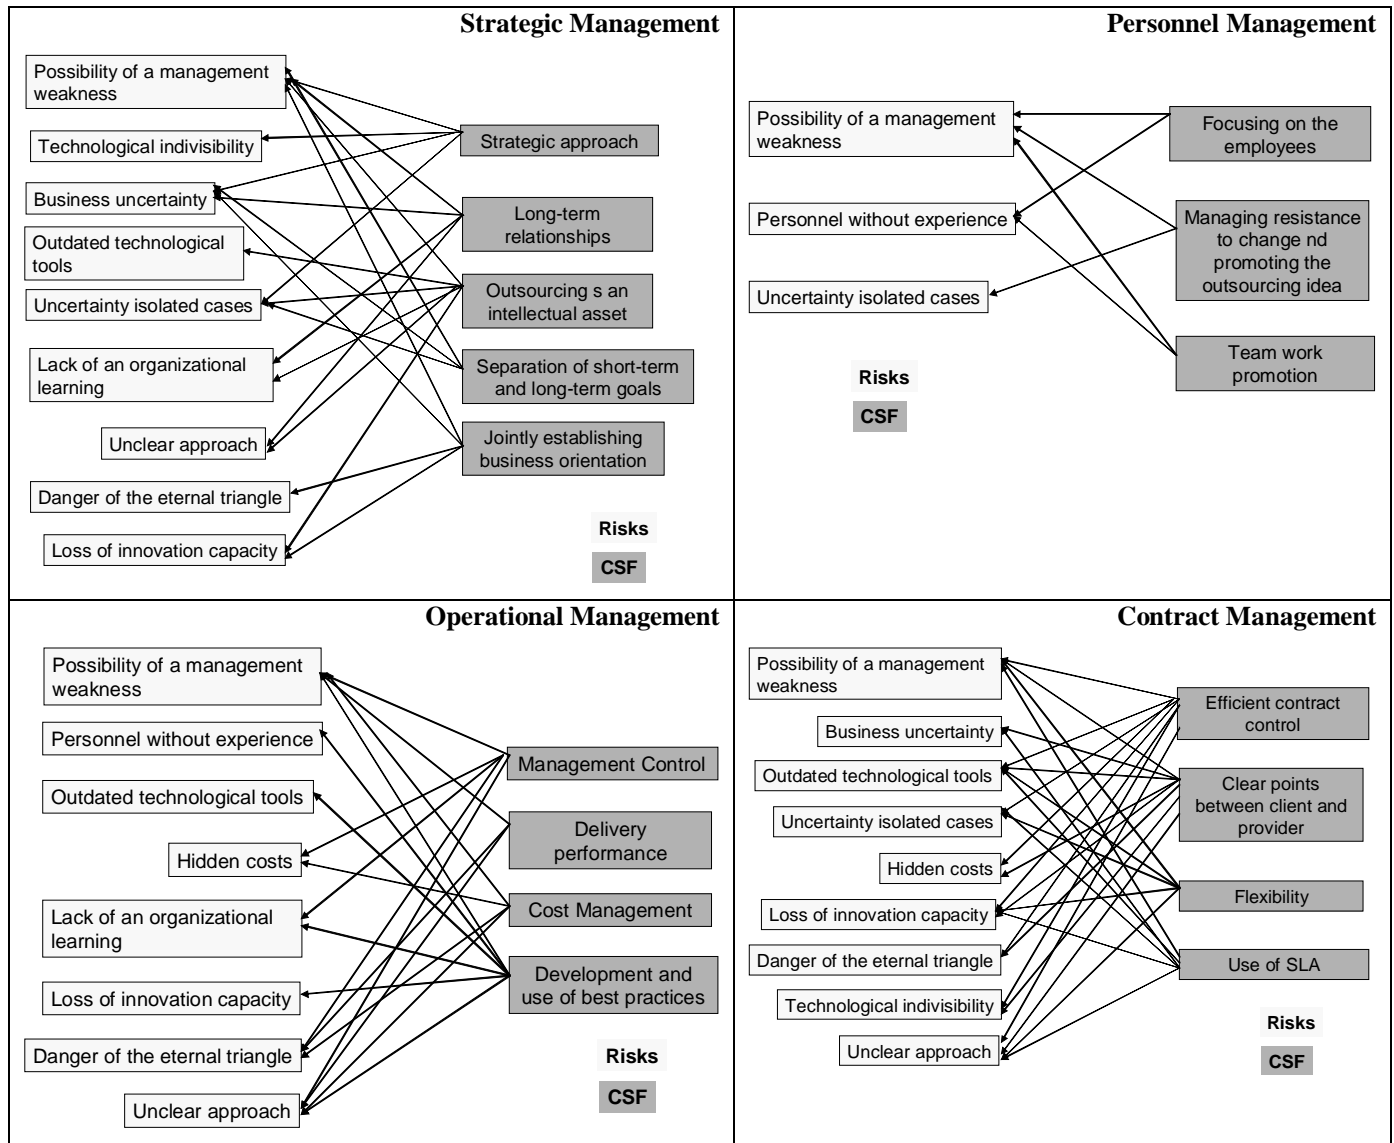 Strategic Management
Possibility of a management
weakness
Technological indivisibility
Business uncertainty
Outdated technological
tools
Uncertainty isolated cases
Lack of an organizational
learning
Unclear approach
Danger of the eternal triangle
Loss of innovation capacity
Strategic approach
Long-term
relationships
Outsourcing s an
intellectual asset
Separation of short-term
and long-term goals
Jointly establishing
business orientation
Risks
CSF
Personnel Management
Possibility of a management
weakness
Personnel without experience
Uncertainty isolated cases
Focusing on the
employees
Managing resistance
to change nd
promoting the
outsourcing idea
Team work
promotion
Risks
CSF
Operational Management
Possibility of a management
weakness
Personnel without experience
Outdated technological tools
Hidden costs
Lack of an organizational
learning
Loss of innovation capacity
Danger of the eternal triangle
Unclear approach
Management Control
Delivery
performance
Cost Management
Development and
use of best practices
Risks
CSF
Contract Management
Possibility of a management
weakness
Business uncertainty
Outdated technological tools
Uncertainty isolated cases
Hidden costs
Loss of innovation capacity
Danger of the eternal triangle
Technological indivisibility
Unclear approach
Efficient contract
control
Clear points
between client and
provider
Flexibility
Use of SLA
Risks
CSF